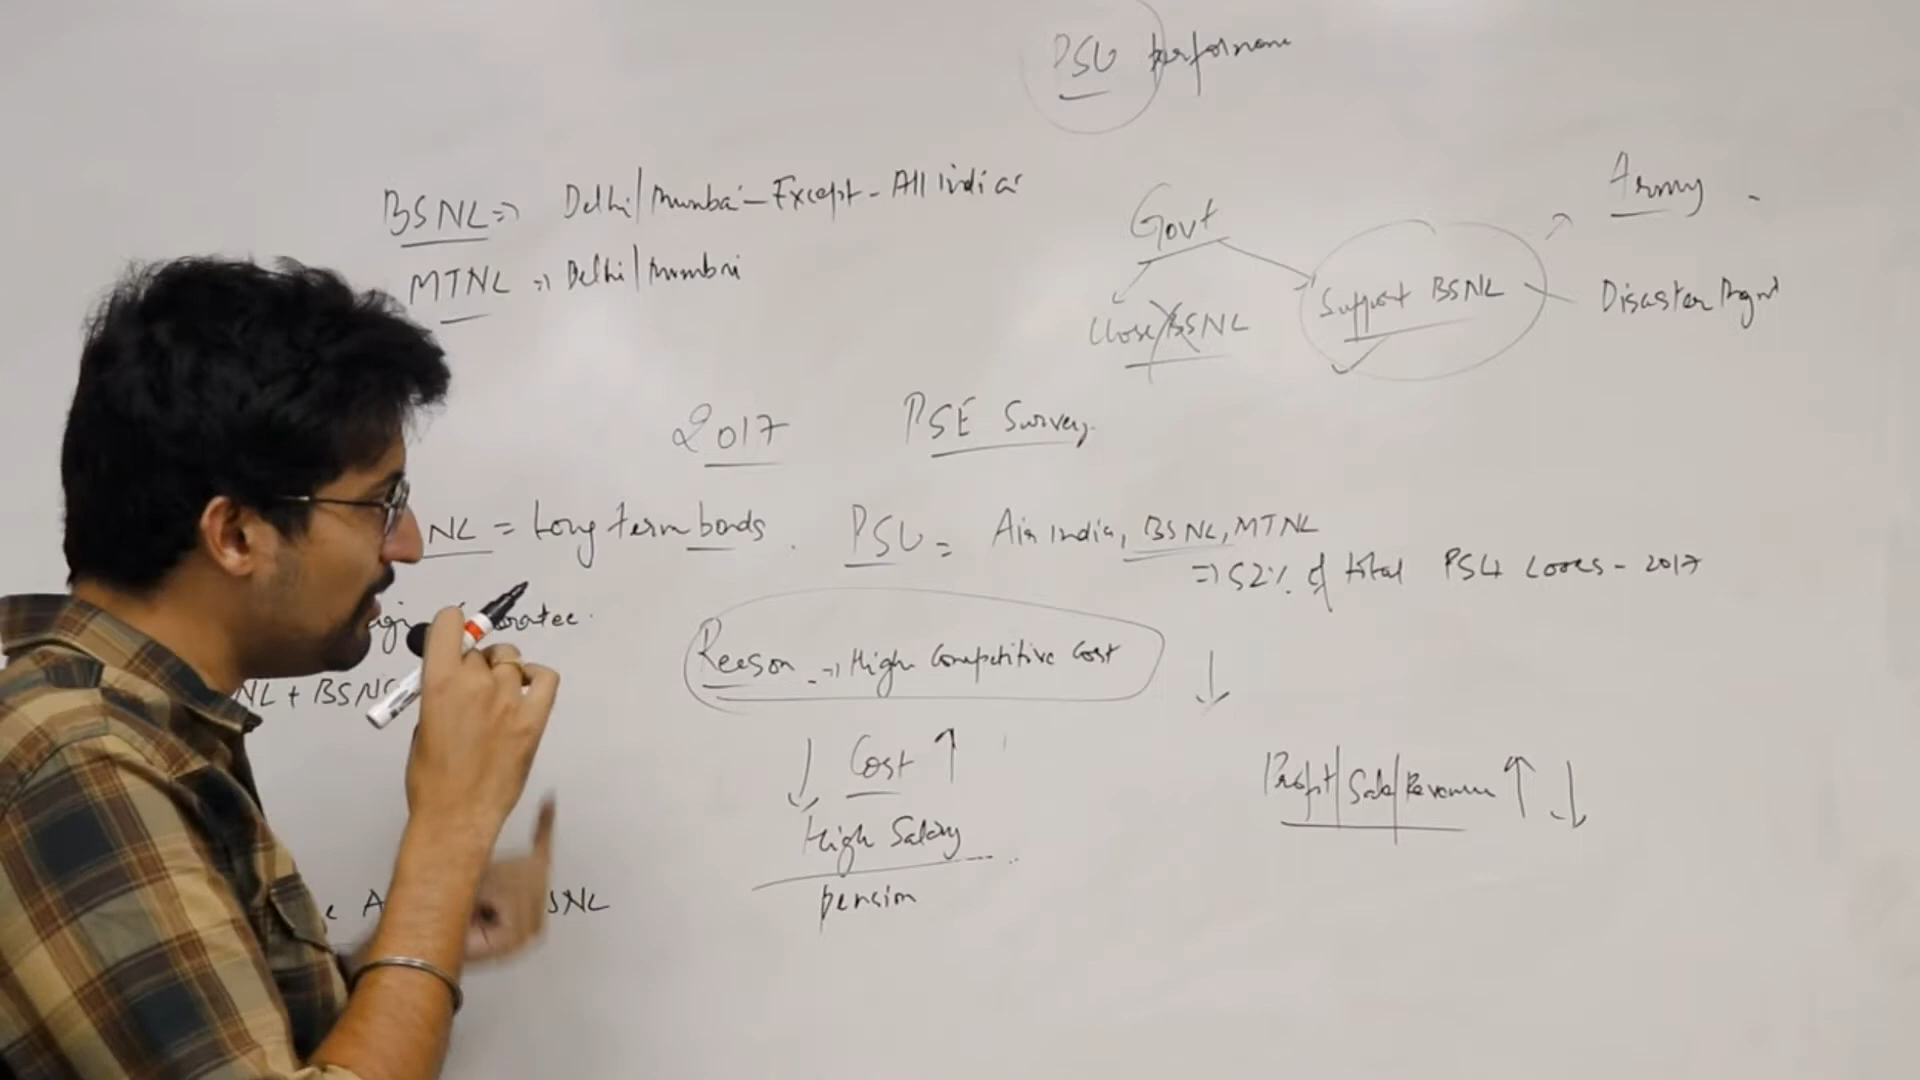 PSU performance
BSNL => Delhi/Mumbai - Except - All India
MTNL => Delhi/Mumbai
Govt
Close BSNL
Support BSNL
Army
Disaster Mgmt
2017 PSE Survey
NL = Long term bonds.
PSU = Air India, BSNL, MTNL
=> 52% of total PSU Losses - 2017
Reason -> High Competitive Cost ↓
NL + BSN
↓ Cost ↑
High Salary
pension
Profit/Sale/Revenue ↑ ↓
A
SNL